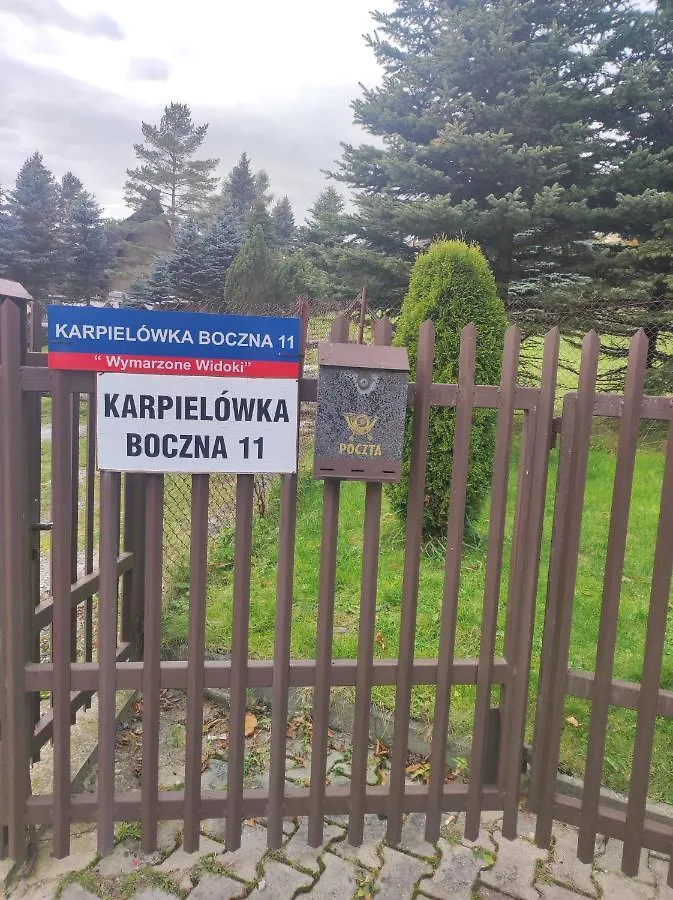 KARPIELÓWKA BOCZNA 11
“ Wymarzone Widoki”
KARPIELÓWKA
BOCZNA 11
POCZTA